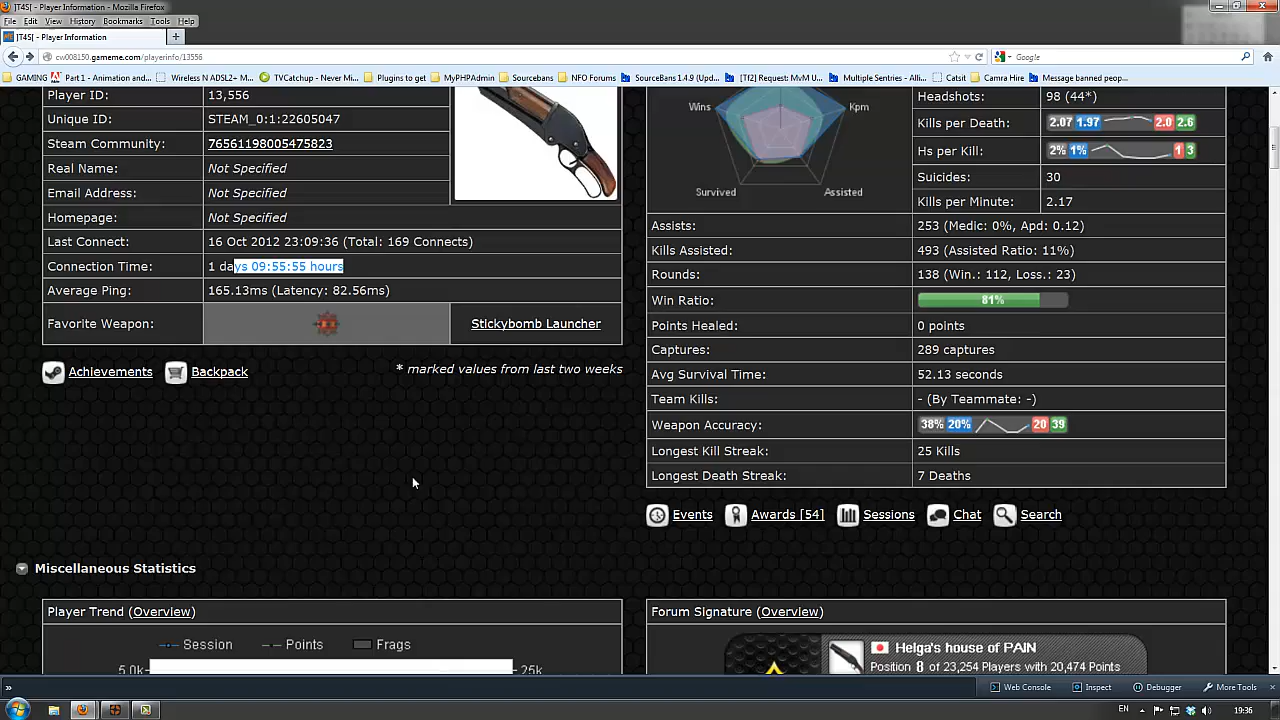 ]T4S[ - Player Information - Mozilla Firefox
File Edit View History Bookmarks Tools Help
]T4S[ - Player Information +
cw008150.gameme.com/playerinfo/13556 Google
GAMING Part 1 - Animation and... Wireless N ADSL2+ M... TVCatchup - Never Mi... Plugins to get MyPHPAdmin Sourcebans NFO Forums SourceBans 1.4.9 (Upd... [Tf2] Request: MvM U... Multiple Sentries - Alli... Catsit Camra Hire Message banned peop...
Player ID: 13,556
Unique ID: STEAM_0:1:22605047
Steam Community: 76561198005475823
Real Name: Not Specified
Email Address: Not Specified
Homepage: Not Specified
Last Connect: 16 Oct 2012 23:09:36 (Total: 169 Connects)
Connection Time: 1 days 09:55:55 hours
Average Ping: 165.13ms (Latency: 82.56ms)
Favorite Weapon: Stickybomb Launcher
Achievements Backpack * marked values from last two weeks
Wins Kpm
Survived Assisted
Headshots: 98 (44*)
Kills per Death: 2.07 1.97 2.0 2.6
Hs per Kill: 2% 1% 1 3
Suicides: 30
Kills per Minute: 2.17
Assists: 253 (Medic: 0%, Apd: 0.12)
Kills Assisted: 493 (Assisted Ratio: 11%)
Rounds: 138 (Win.: 112, Loss.: 23)
Win Ratio: 81%
Points Healed: 0 points
Captures: 289 captures
Avg Survival Time: 52.13 seconds
Team Kills: - (By Teammate: -)
Weapon Accuracy: 38% 20% 20 39
Longest Kill Streak: 25 Kills
Longest Death Streak: 7 Deaths
Events Awards [54] Sessions Chat Search
Miscellaneous Statistics
Player Trend (Overview)
Session Points Frags
5.0k 25k
Forum Signature (Overview)
Helga's house of PAIN
Position 8 of 23,254 Players with 20,474 Points
» Web Console Inspect Debugger More Tools ×
EN 19:36